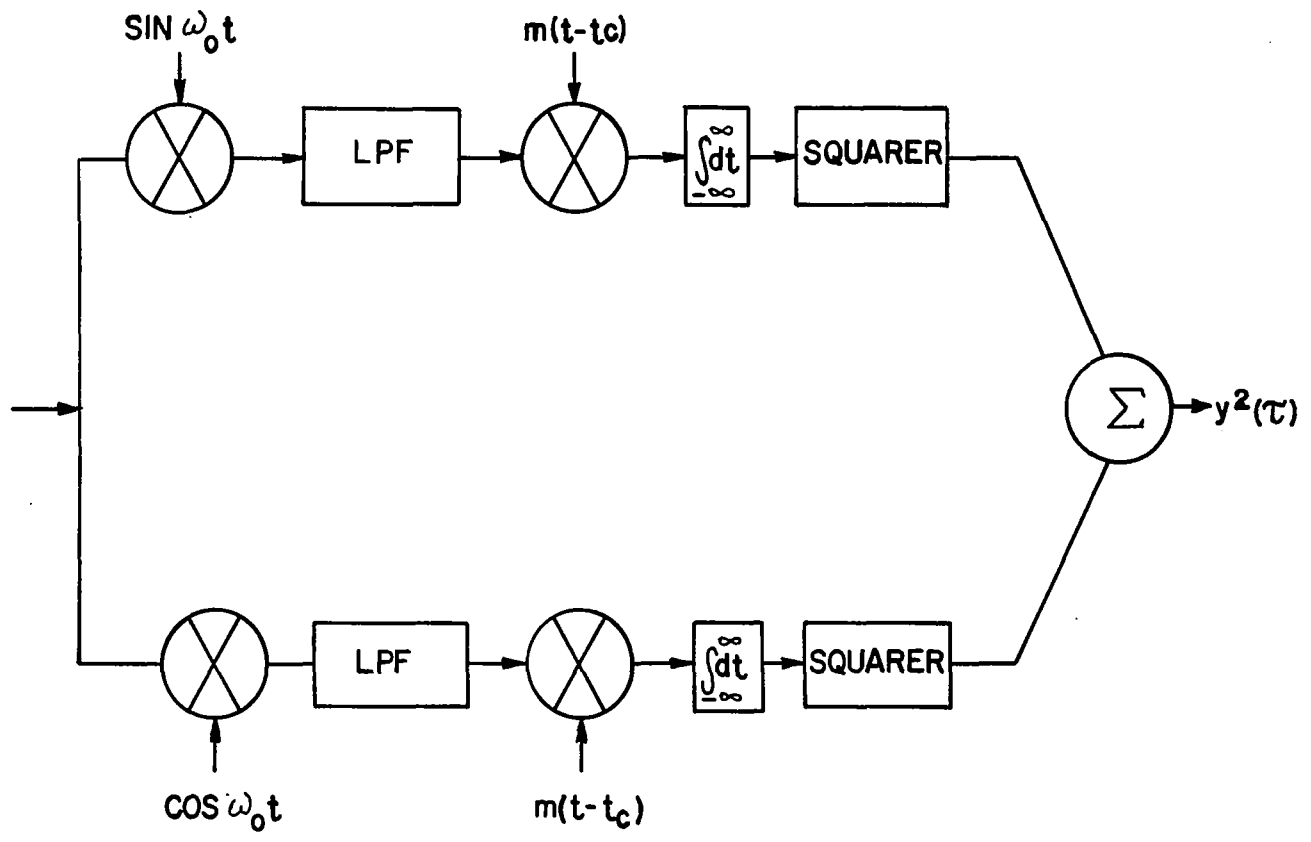 SIN ω₀t
m(t-tc)
LPF
∫dt
∞
-∞
SQUARER
Σ
y²(τ)
LPF
∫dt
∞
-∞
SQUARER
COS ω₀t
m(t-t_c)